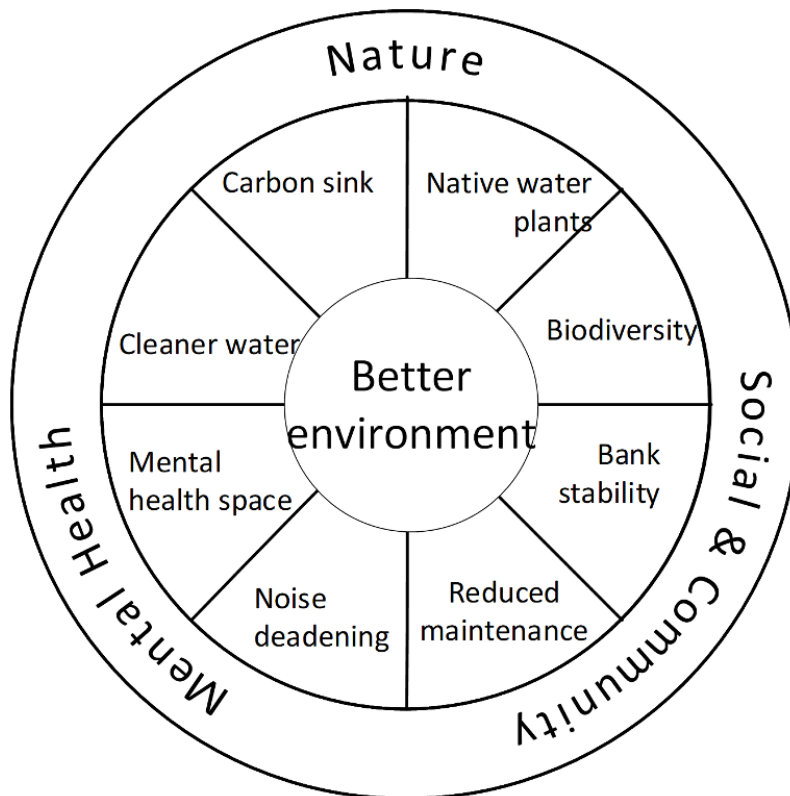 Nature
Carbon sink
Native water
plants
Cleaner water
Biodiversity
Better
environment
Mental
health space
Bank
stability
Noise
deadening
Reduced
maintenance
Mental Health
Social & Community